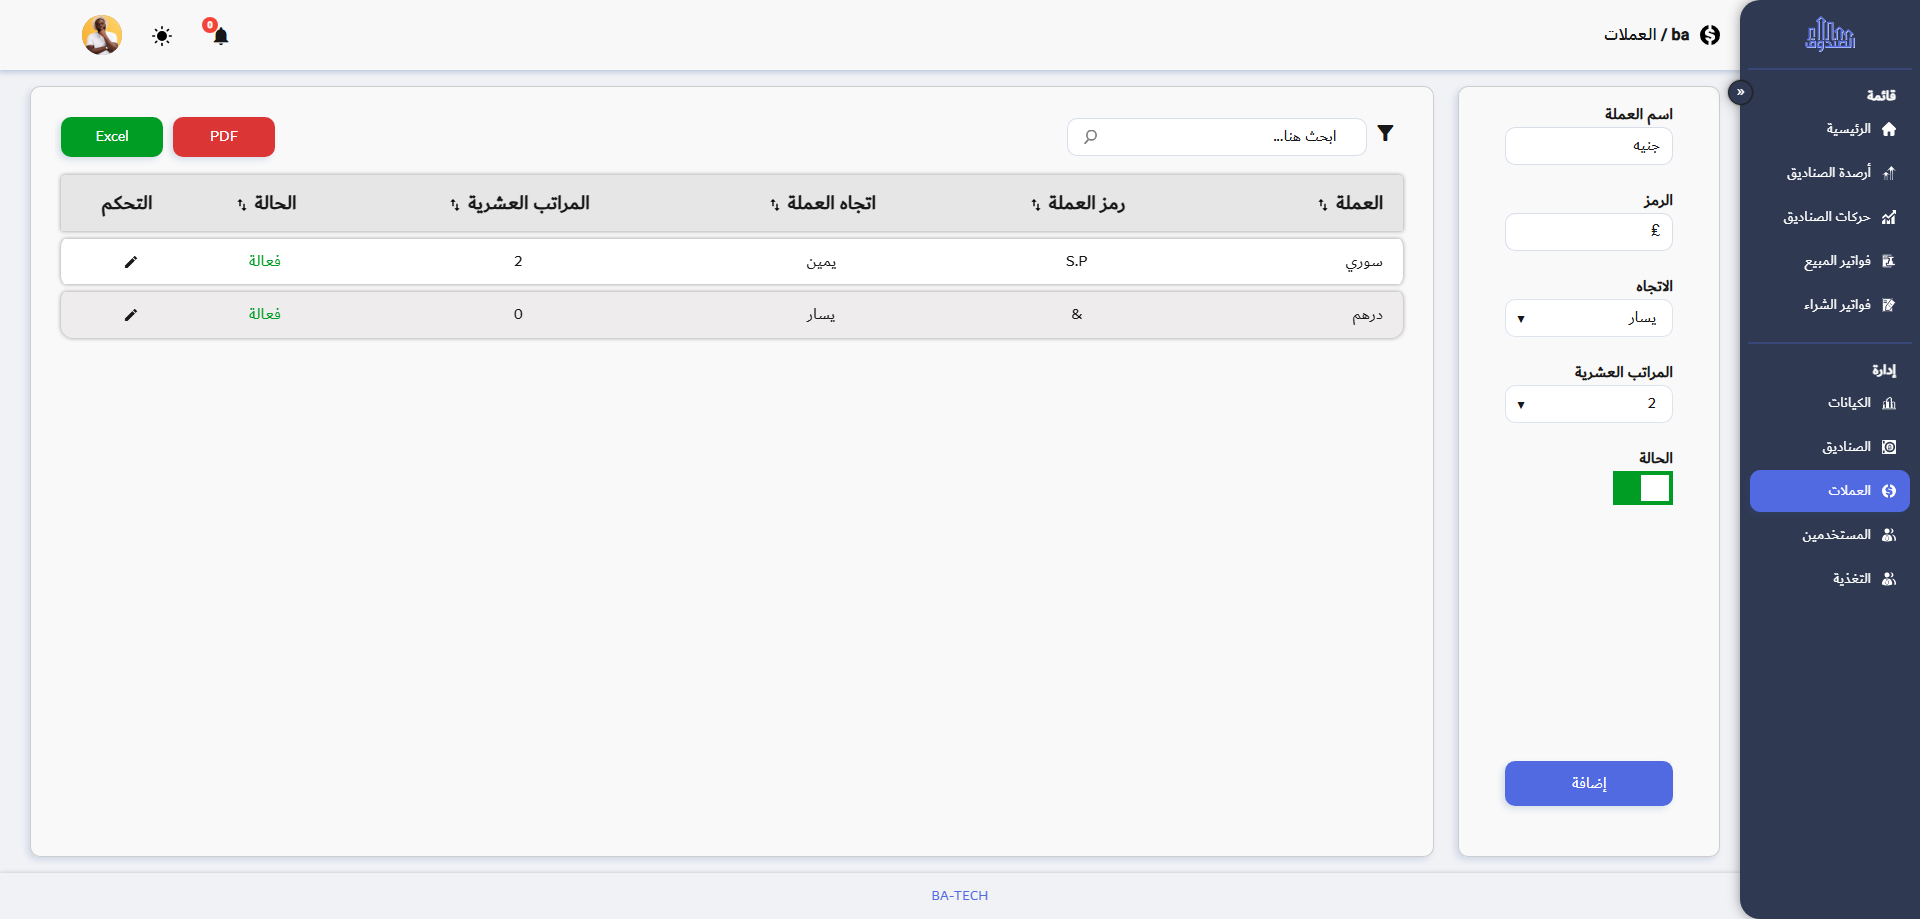 الصندوق
قائمة
الرئيسية
أرصدة الصناديق
حركات الصناديق
فواتير المبيع
فواتير الشراء
إدارة
الكيانات
الصناديق
العملات
المستخدمين
التغذية
»
ba / العملات
0
اسم العملة
جنيه
الرمز
₤
الاتجاه
يسار
المراتب العشرية
2
الحالة
إضافة
ابحث هنا...
PDF
Excel
العملة رمز العملة اتجاه العملة المراتب العشرية الحالة التحكم
سوري S.P يمين 2 فعالة
درهم & يسار 0 فعالة
BA-TECH